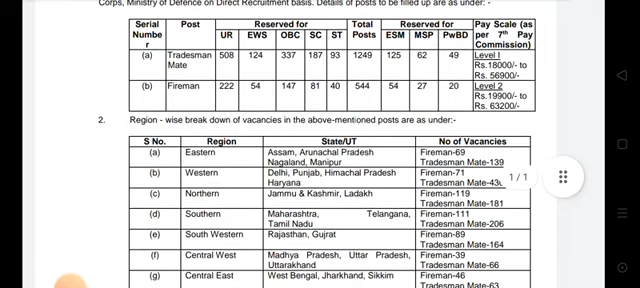 Corps, Ministry of Defence on Direct Recruitment basis. Details of posts to be filled up are as under: -
Serial Numbe r | Post | Reserved for | Total Posts | Reserved for | Pay Scale (as per 7th Pay Commission)
UR | EWS | OBC | SC | ST | ESM | MSP | PwBD
(a) | Tradesman Mate | 508 | 124 | 337 | 187 | 93 | 1249 | 125 | 62 | 49 | Level I Rs.18000/- to Rs. 56900/-
(b) | Fireman | 222 | 54 | 147 | 81 | 40 | 544 | 54 | 27 | 20 | Level 2 Rs.19900/- to Rs. 63200/-
2. Region - wise break down of vacancies in the above-mentioned posts are as under:-
S No. | Region | State/UT | No of Vacancies
(a) | Eastern | Assam, Arunachal Pradesh Nagaland, Manipur | Fireman-69 Tradesman Mate-139
(b) | Western | Delhi, Punjab, Himachal Pradesh Haryana | Fireman-71 Tradesman
(c) | Northern | Jammu & Kashmir, Ladakh | Fireman-119 Tradesman Mate-181
(d) | Southern | Maharashtra, Telangana, Tamil Nadu | Fireman-111 Tradesman Mate-206
(e) | South Western | Rajasthan, Gujrat | Fireman-89 Tradesman Mate-164
(f) | Central West | Madhya Pradesh, Uttar Pradesh, Uttarakhand | Fireman-39 Tradesman Mate-66
(g) | Central East | West Bengal, Jharkhand, Sikkim | Fireman-46 Tradesman Mate-63
1 / 1